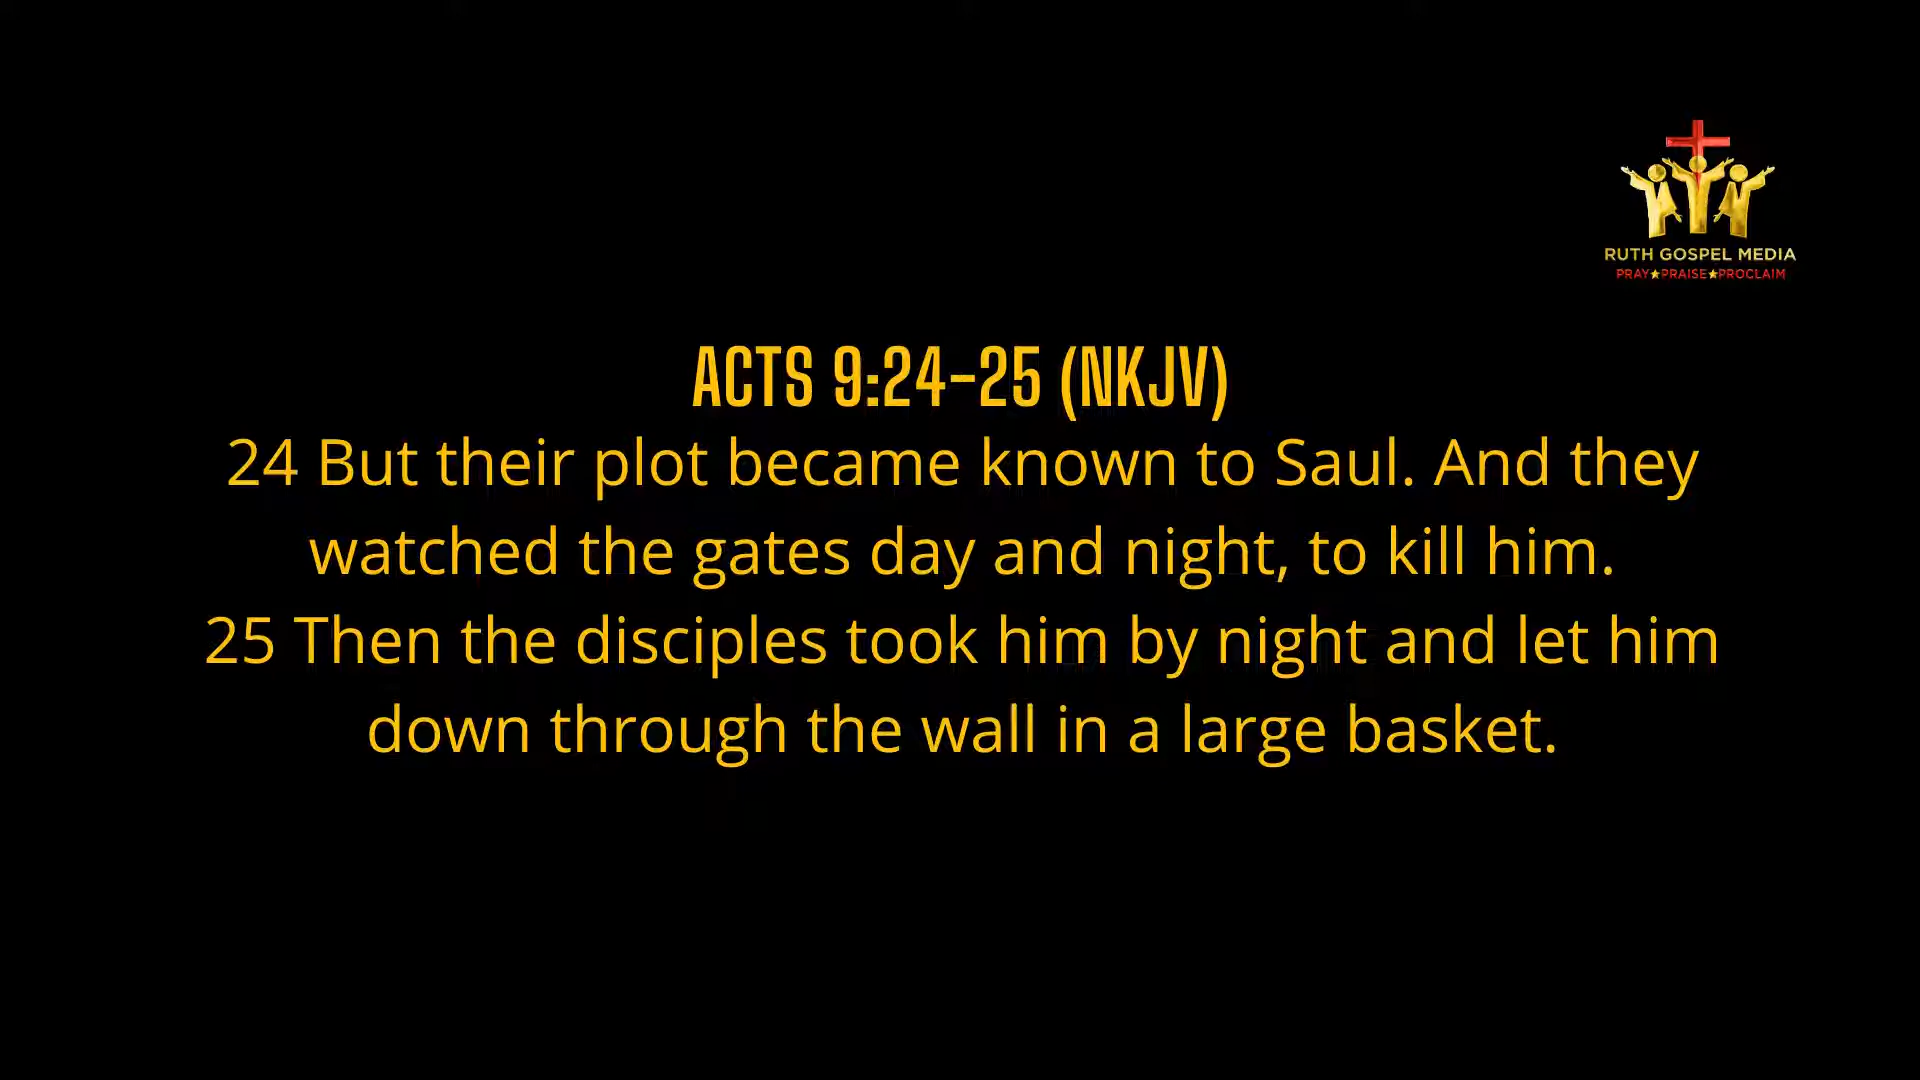 RUTH GOSPEL MEDIA
PRAY★PRAISE★PROCLAIM
ACTS 9:24-25 (NKJV)
24 But their plot became known to Saul. And they
watched the gates day and night, to kill him.
25 Then the disciples took him by night and let him
down through the wall in a large basket.